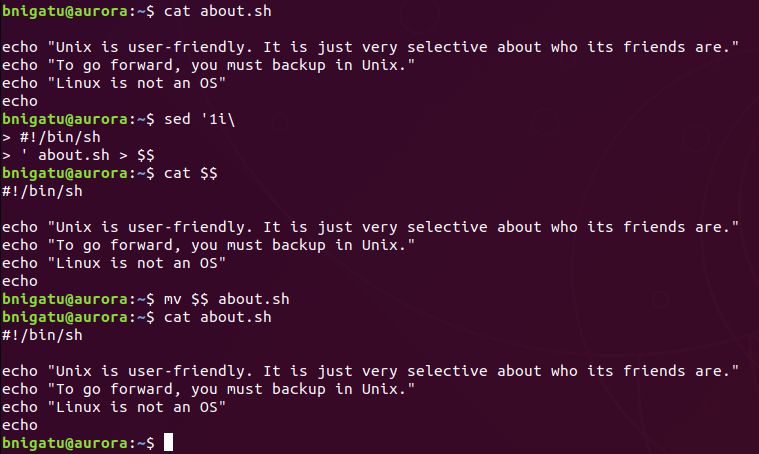 bnigatu@aurora:~$ cat about.sh

echo "Unix is user-friendly. It is just very selective about who its friends are."
echo "To go forward, you must backup in Unix."
echo "Linux is not an OS"
echo
bnigatu@aurora:~$ sed '1i\
> #!/bin/sh
> ' about.sh > $$
bnigatu@aurora:~$ cat $$
#!/bin/sh

echo "Unix is user-friendly. It is just very selective about who its friends are."
echo "To go forward, you must backup in Unix."
echo "Linux is not an OS"
echo
bnigatu@aurora:~$ mv $$ about.sh
bnigatu@aurora:~$ cat about.sh
#!/bin/sh

echo "Unix is user-friendly. It is just very selective about who its friends are."
echo "To go forward, you must backup in Unix."
echo "Linux is not an OS"
echo
bnigatu@aurora:~$